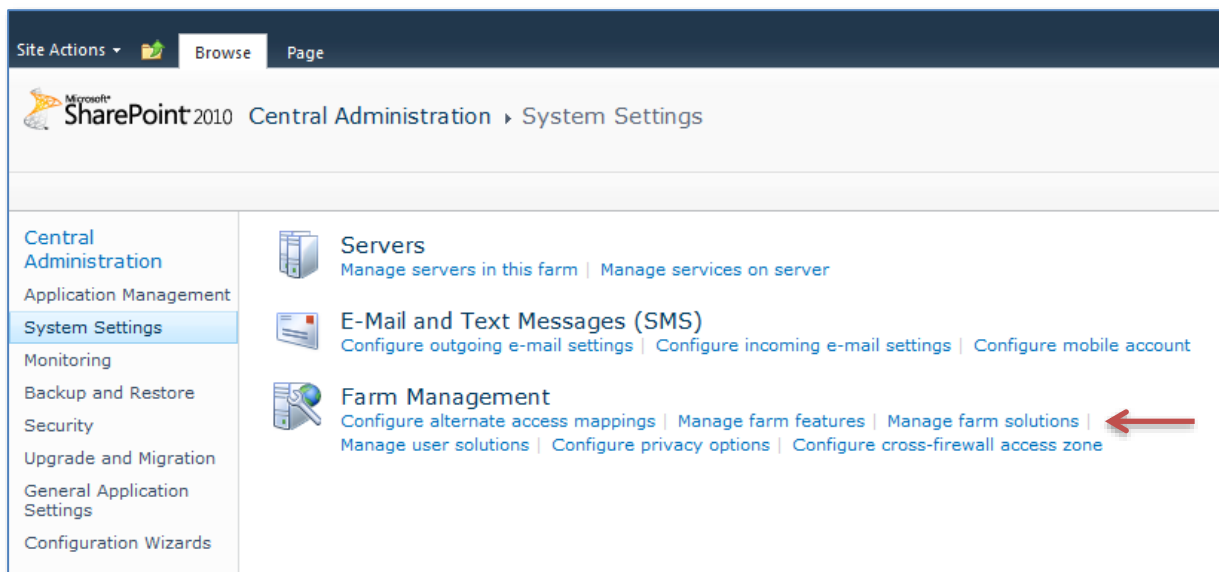 Site Actions Browse Page
Microsoft®
SharePoint 2010 Central Administration ▸ System Settings
Central
Administration
Application Management
System Settings
Monitoring
Backup and Restore
Security
Upgrade and Migration
General Application
Settings
Configuration Wizards
Servers
Manage servers in this farm | Manage services on server
E-Mail and Text Messages (SMS)
Configure outgoing e-mail settings | Configure incoming e-mail settings | Configure mobile account
Farm Management
Configure alternate access mappings | Manage farm features | Manage farm solutions |
Manage user solutions | Configure privacy options | Configure cross-firewall access zone